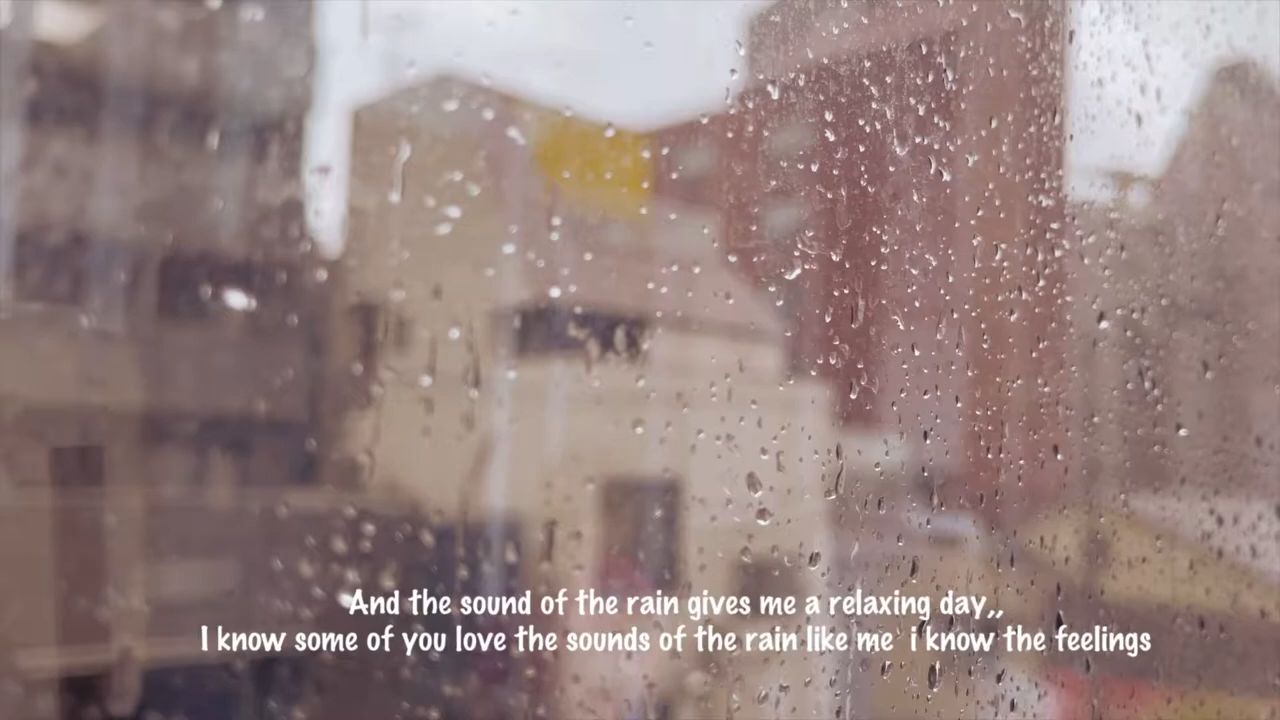 And the sound of the rain gives me a relaxing day,,
I know some of you love the sounds of the rain like me  i know the feelings